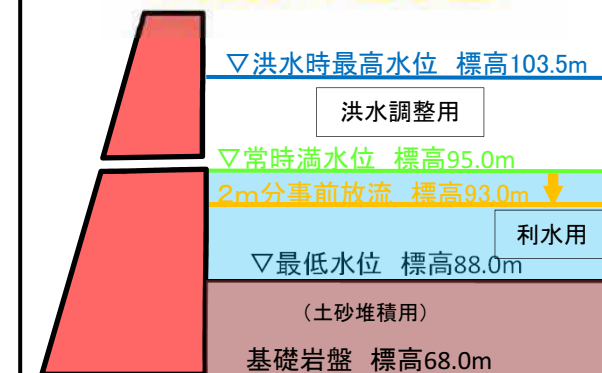 ▽洪水時最高水位 標高103.5m
洪水調整用
▽常時満水位 標高95.0m
2m分事前放流 標高93.0m
利水用
▽最低水位 標高88.0m
（土砂堆積用）
基礎岩盤 標高68.0m